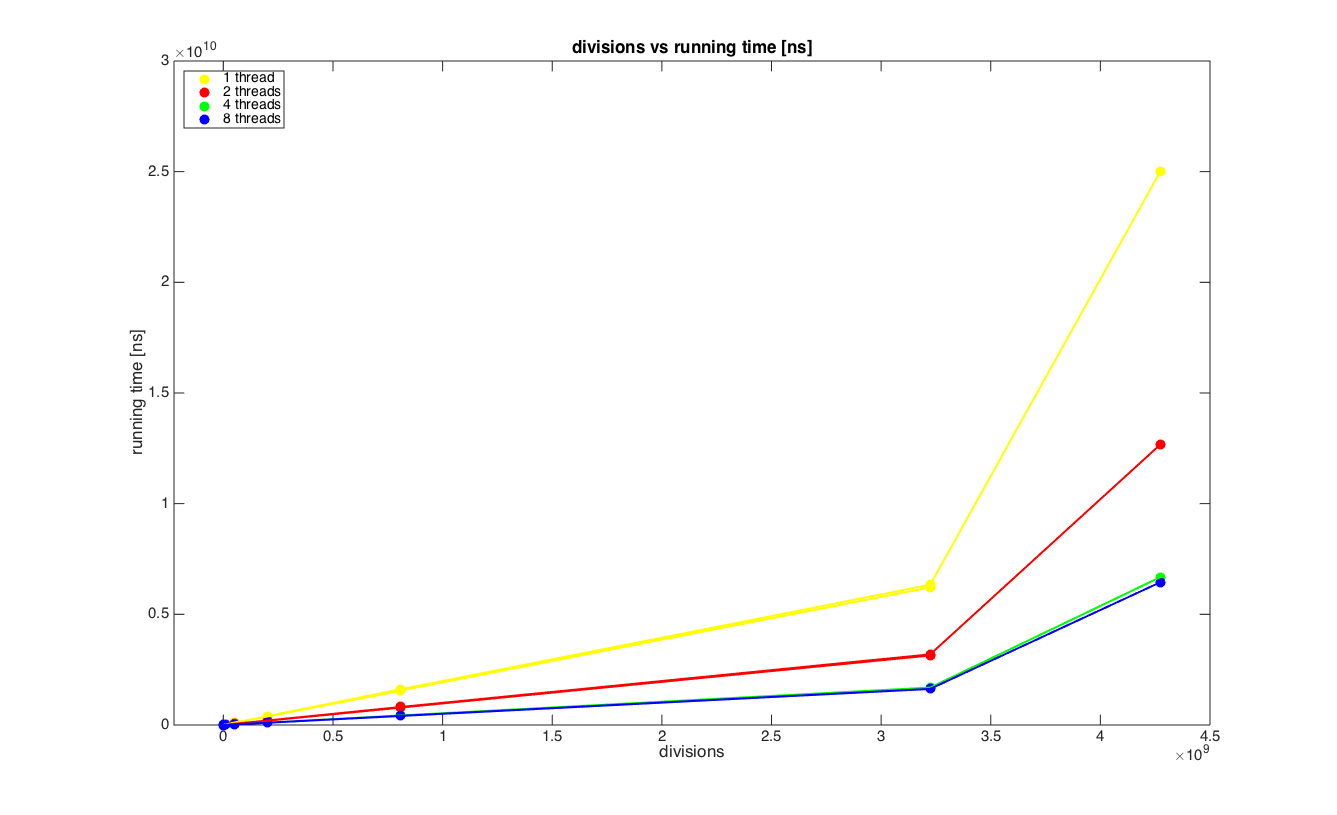 divisions vs running time [ns]
×10^10
3
2.5
2
1.5
1
0.5
0
1 thread
2 threads
4 threads
8 threads
running time [ns]
0 0.5 1 1.5 2 2.5 3 3.5 4 4.5
divisions
×10^9